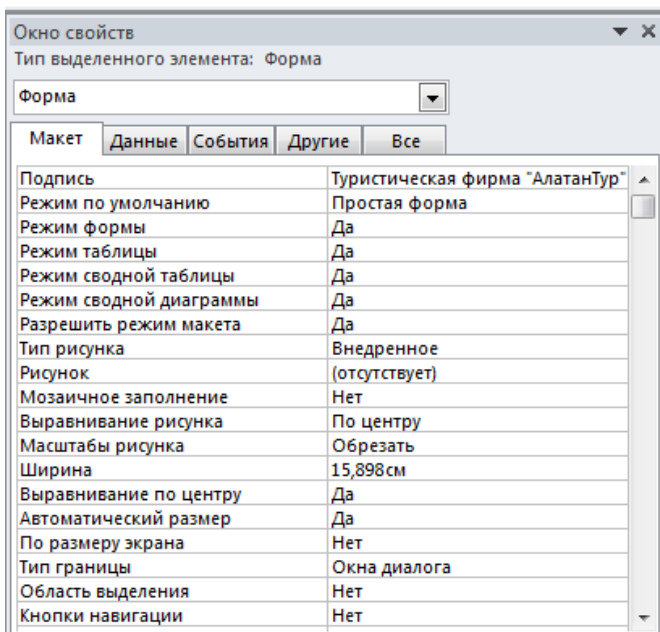 Окно свойств
Тип выделенного элемента: Форма
Форма
Макет Данные События Другие Все
Подпись Туристическая фирма "АлатанТур"
Режим по умолчанию Простая форма
Режим формы Да
Режим таблицы Да
Режим сводной таблицы Да
Режим сводной диаграммы Да
Разрешить режим макета Да
Тип рисунка Внедренное
Рисунок (отсутствует)
Мозаичное заполнение Нет
Выравнивание рисунка По центру
Масштабы рисунка Обрезать
Ширина 15,898см
Выравнивание по центру Да
Автоматический размер Да
По размеру экрана Нет
Тип границы Окна диалога
Область выделения Нет
Кнопки навигации Нет